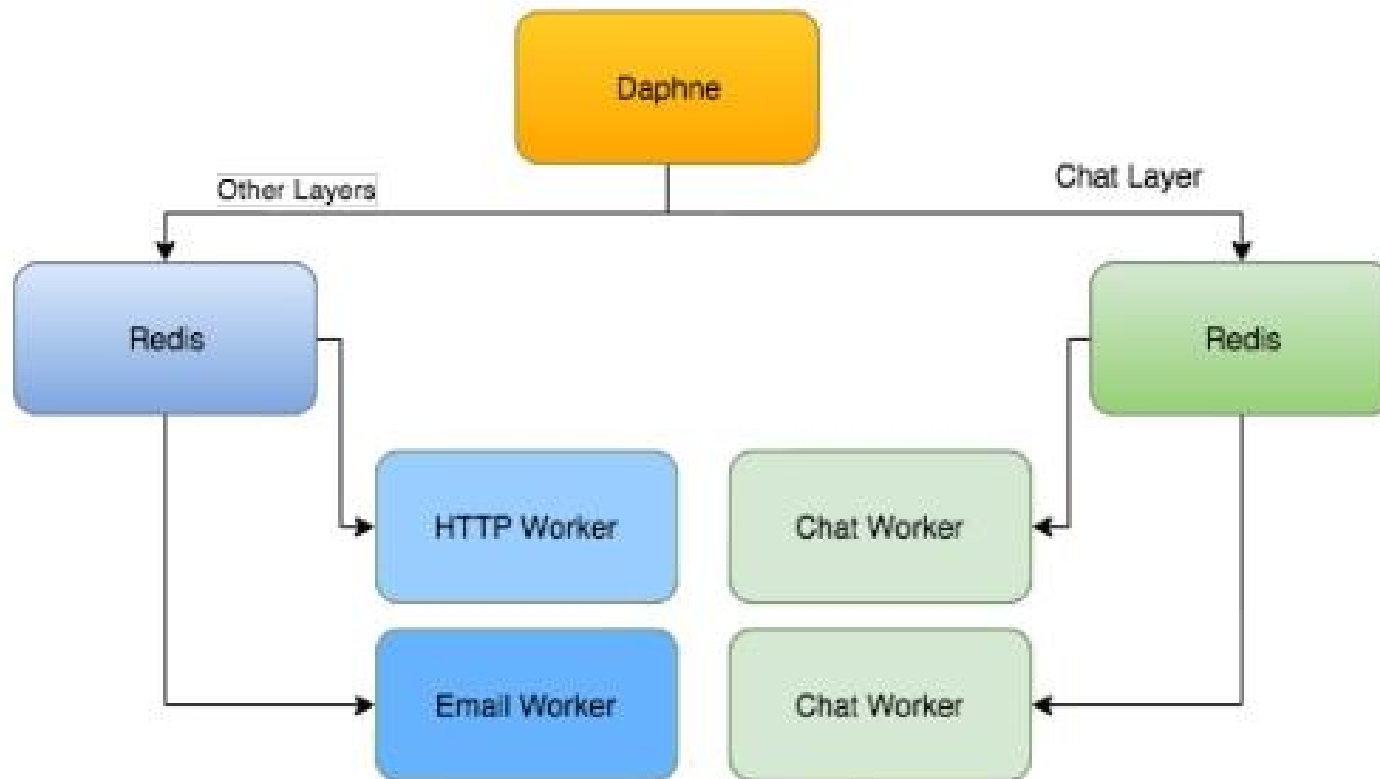 Daphne
Other Layers
Chat Layer
Redis
Redis
HTTP Worker
Chat Worker
Email Worker
Chat Worker